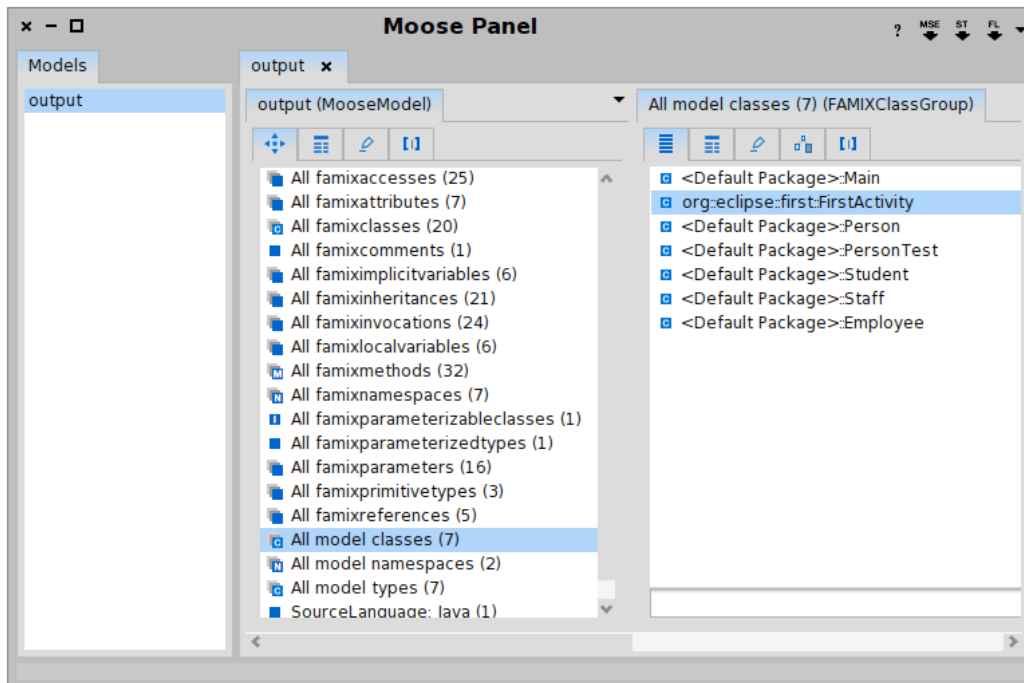 Moose Panel
? MSE ST FL
Models
output
output
output (MooseModel)
All famixaccesses (25)
All famixattributes (7)
All famixclasses (20)
All famixcomments (1)
All famiximplicitvariables (6)
All famixinheritances (21)
All famixinvocations (24)
All famixlocalvariables (6)
All famixmethods (32)
All famixnamespaces (7)
All famixparameterizableclasses (1)
All famixparameterizedtypes (1)
All famixparameters (16)
All famixprimitivetypes (3)
All famixreferences (5)
All model classes (7)
All model namespaces (2)
All model types (7)
SourceLanguage: Java (1)
All model classes (7) (FAMIXClassGroup)
<Default Package>::Main
org::eclipse::first::FirstActivity
<Default Package>::Person
<Default Package>::PersonTest
<Default Package>::Student
<Default Package>::Staff
<Default Package>::Employee